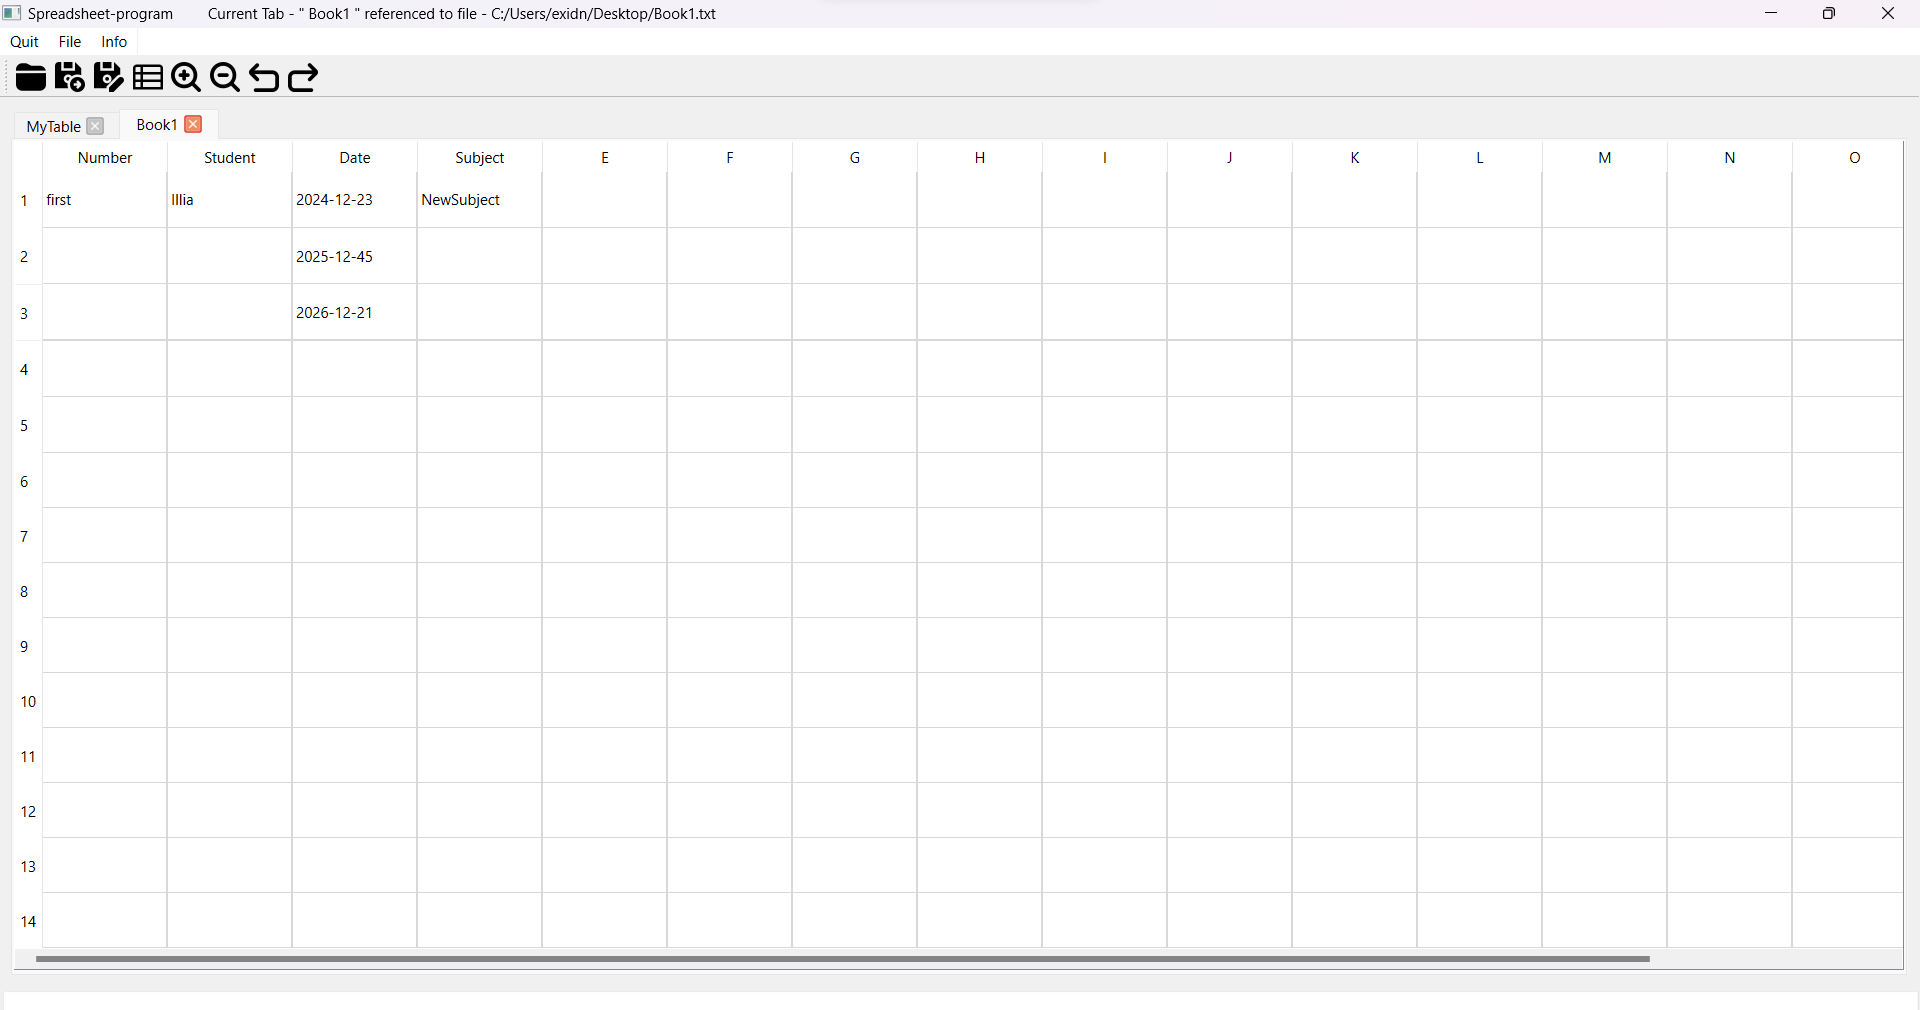 Spreadsheet-program Current Tab - " Book1 " referenced to file - C:/Users/exidn/Desktop/Book1.txt
Quit File Info
MyTable Book1
Number Student Date Subject E F G H I J K L M N O
1 first Illia 2024-12-23 NewSubject
2 2025-12-45
3 2026-12-21
4
5
6
7
8
9
10
11
12
13
14